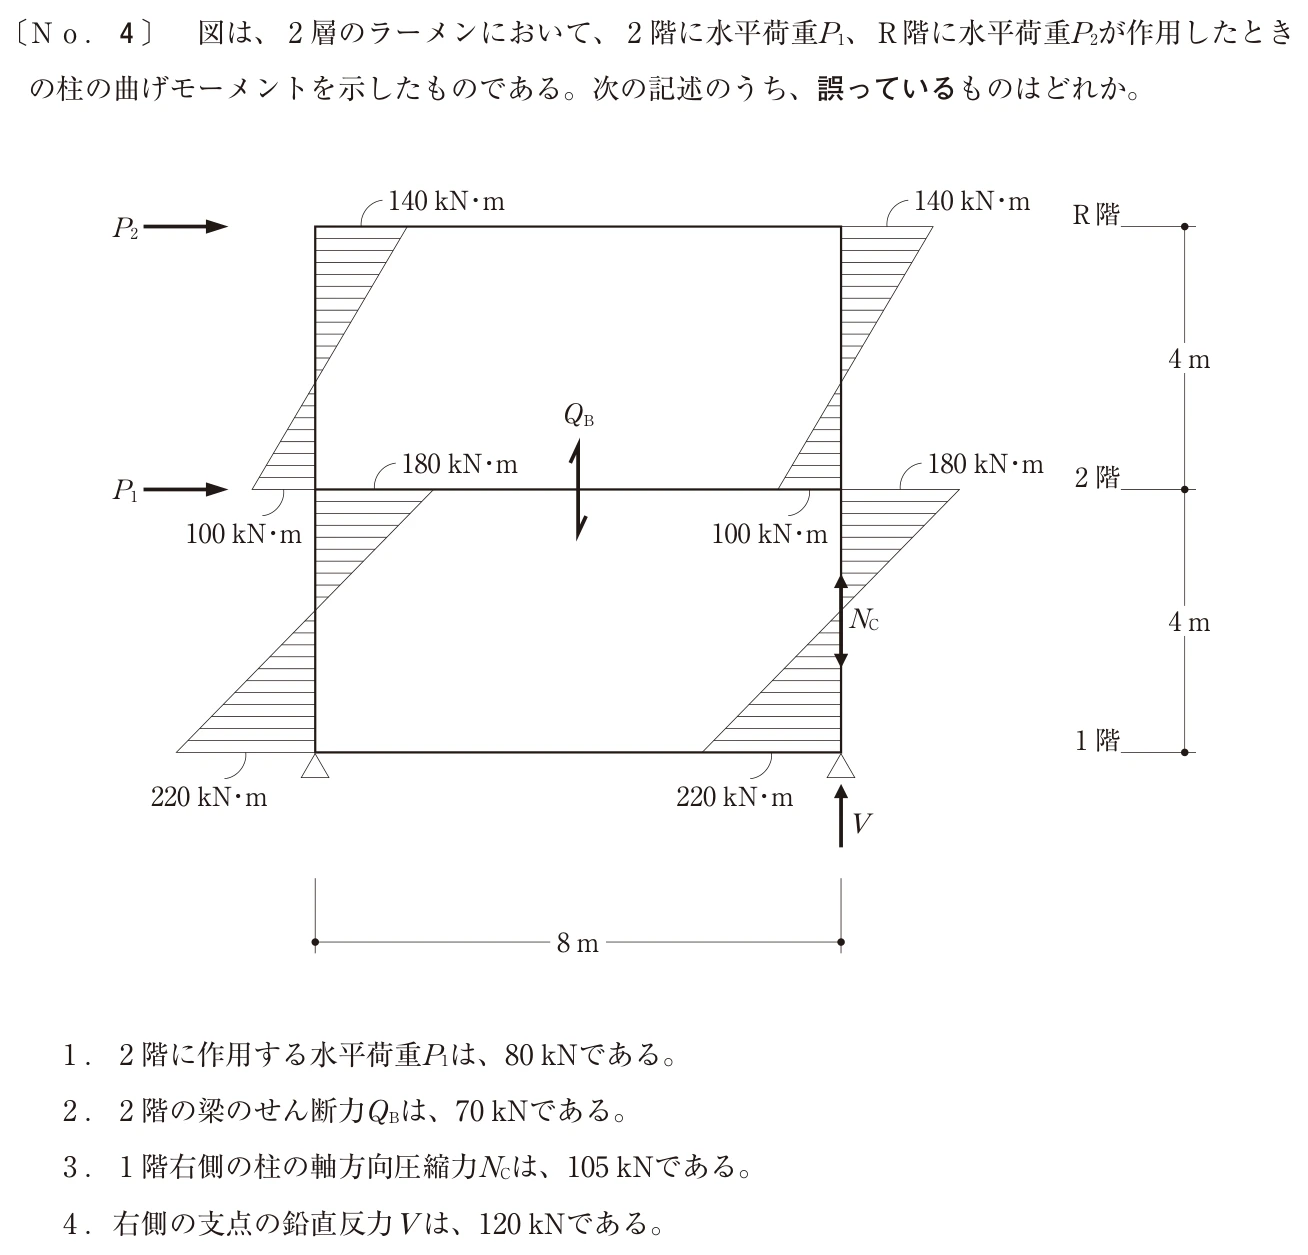 〔No. 4〕 図は、2層のラーメンにおいて、2階に水平荷重P₁、R階に水平荷重P₂が作用したとき
の柱の曲げモーメントを示したものである。次の記述のうち、誤っているものはどれか。
140 kN・m
140 kN・m
R階
P₂
4 m
Q_B
180 kN・m
180 kN・m
2階
P₁
100 kN・m
100 kN・m
N_C
4 m
1階
220 kN・m
220 kN・m
V
8 m
1. 2階に作用する水平荷重P₁は、80 kNである。
2. 2階の梁のせん断力Q_Bは、70 kNである。
3. 1階右側の柱の軸方向圧縮力N_Cは、105 kNである。
4. 右側の支点の鉛直反力Vは、120 kNである。